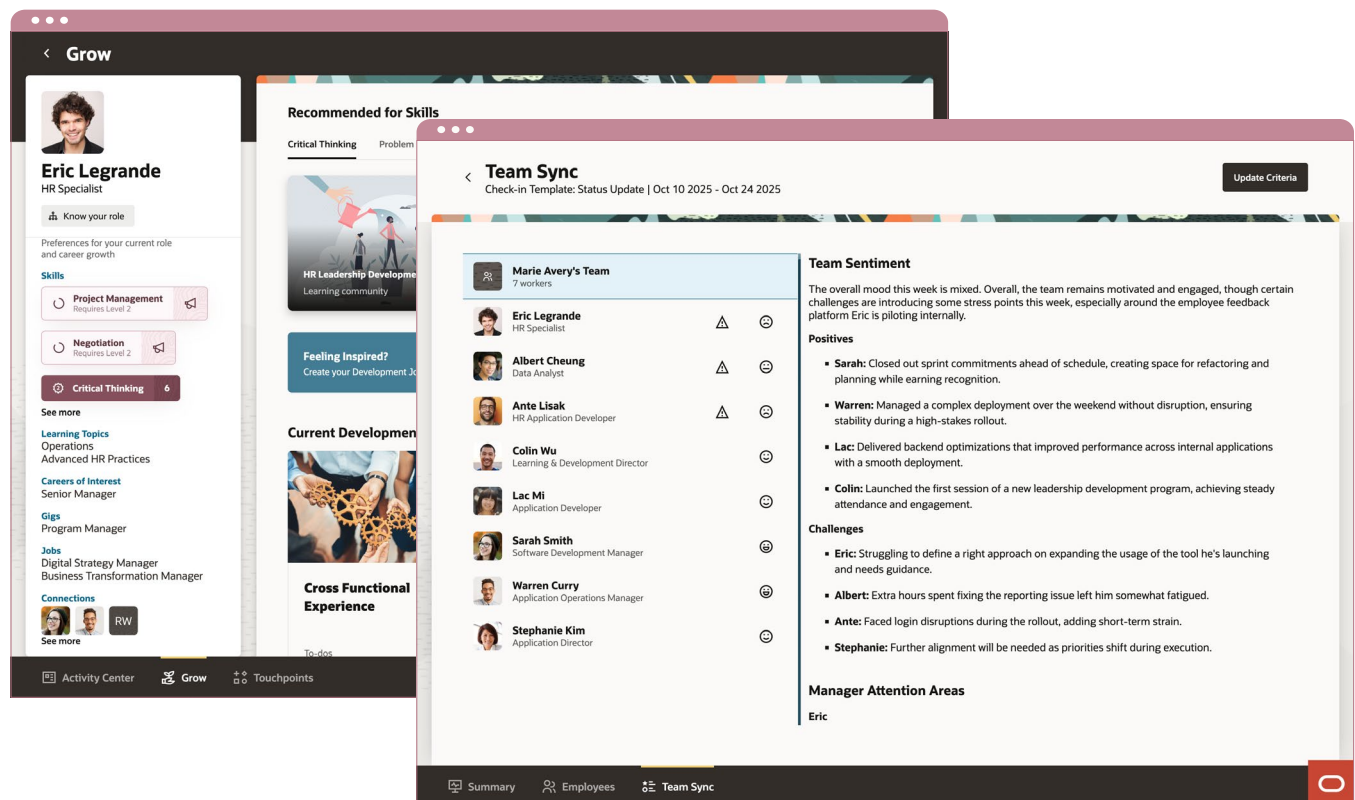 Grow
Eric Legrande
HR Specialist
Know your role
Preferences for your current role
and career growth
Skills
Project Management
Requires Level 2
Negotiation
Requires Level 2
Critical Thinking 6
See more
Learning Topics
Operations
Advanced HR Practices
Careers of Interest
Senior Manager
Gigs
Program Manager
Jobs
Digital Strategy Manager
Business Transformation Manager
Connections
RW
See more
Recommended for Skills
Critical Thinking Problem
HR Leadership Developme
Learning community
Feeling Inspired?
Create your Development Jo
Current Developmen
Cross Functional
Experience
To-dos
Activity Center Grow Touchpoints
Team Sync
Check-in Template: Status Update | Oct 10 2025 - Oct 24 2025
Update Criteria
Marie Avery's Team
7 workers
Eric Legrande
HR Specialist
Albert Cheung
Data Analyst
Ante Lisak
HR Application Developer
Colin Wu
Learning & Development Director
Lac Mi
Application Developer
Sarah Smith
Software Development Manager
Warren Curry
Application Operations Manager
Stephanie Kim
Application Director
Team Sentiment
The overall mood this week is mixed. Overall, the team remains motivated and engaged, though certain
challenges are introducing some stress points this week, especially around the employee feedback
platform Eric is piloting internally.
Positives
▪ Sarah: Closed out sprint commitments ahead of schedule, creating space for refactoring and
planning while earning recognition.
▪ Warren: Managed a complex deployment over the weekend without disruption, ensuring
stability during a high-stakes rollout.
▪ Lac: Delivered backend optimizations that improved performance across internal applications
with a smooth deployment.
▪ Colin: Launched the first session of a new leadership development program, achieving steady
attendance and engagement.
Challenges
▪ Eric: Struggling to define a right approach on expanding the usage of the tool he's launching
and needs guidance.
▪ Albert: Extra hours spent fixing the reporting issue left him somewhat fatigued.
▪ Ante: Faced login disruptions during the rollout, adding short-term strain.
▪ Stephanie: Further alignment will be needed as priorities shift during execution.
Manager Attention Areas
Eric
Summary Employees Team Sync